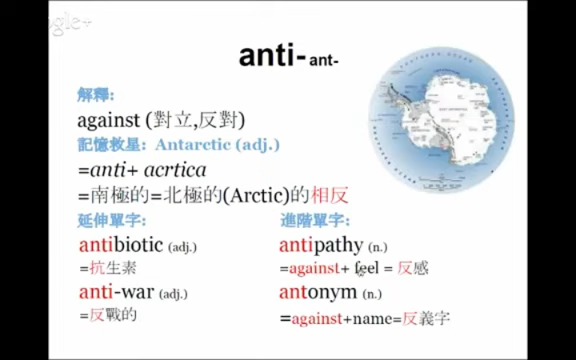 anti- ant-
解釋:
against (對立,反對)
記憶救星: Antarctic (adj.)
=anti+ acrtica
=南極的=北極的(Arctic)的相反
延伸單字:
antibiotic (adj.)
=抗生素
anti-war (adj.)
=反戰的
進階單字:
antipathy (n.)
=against+ feel = 反感
antonym (n.)
=against+name=反義字